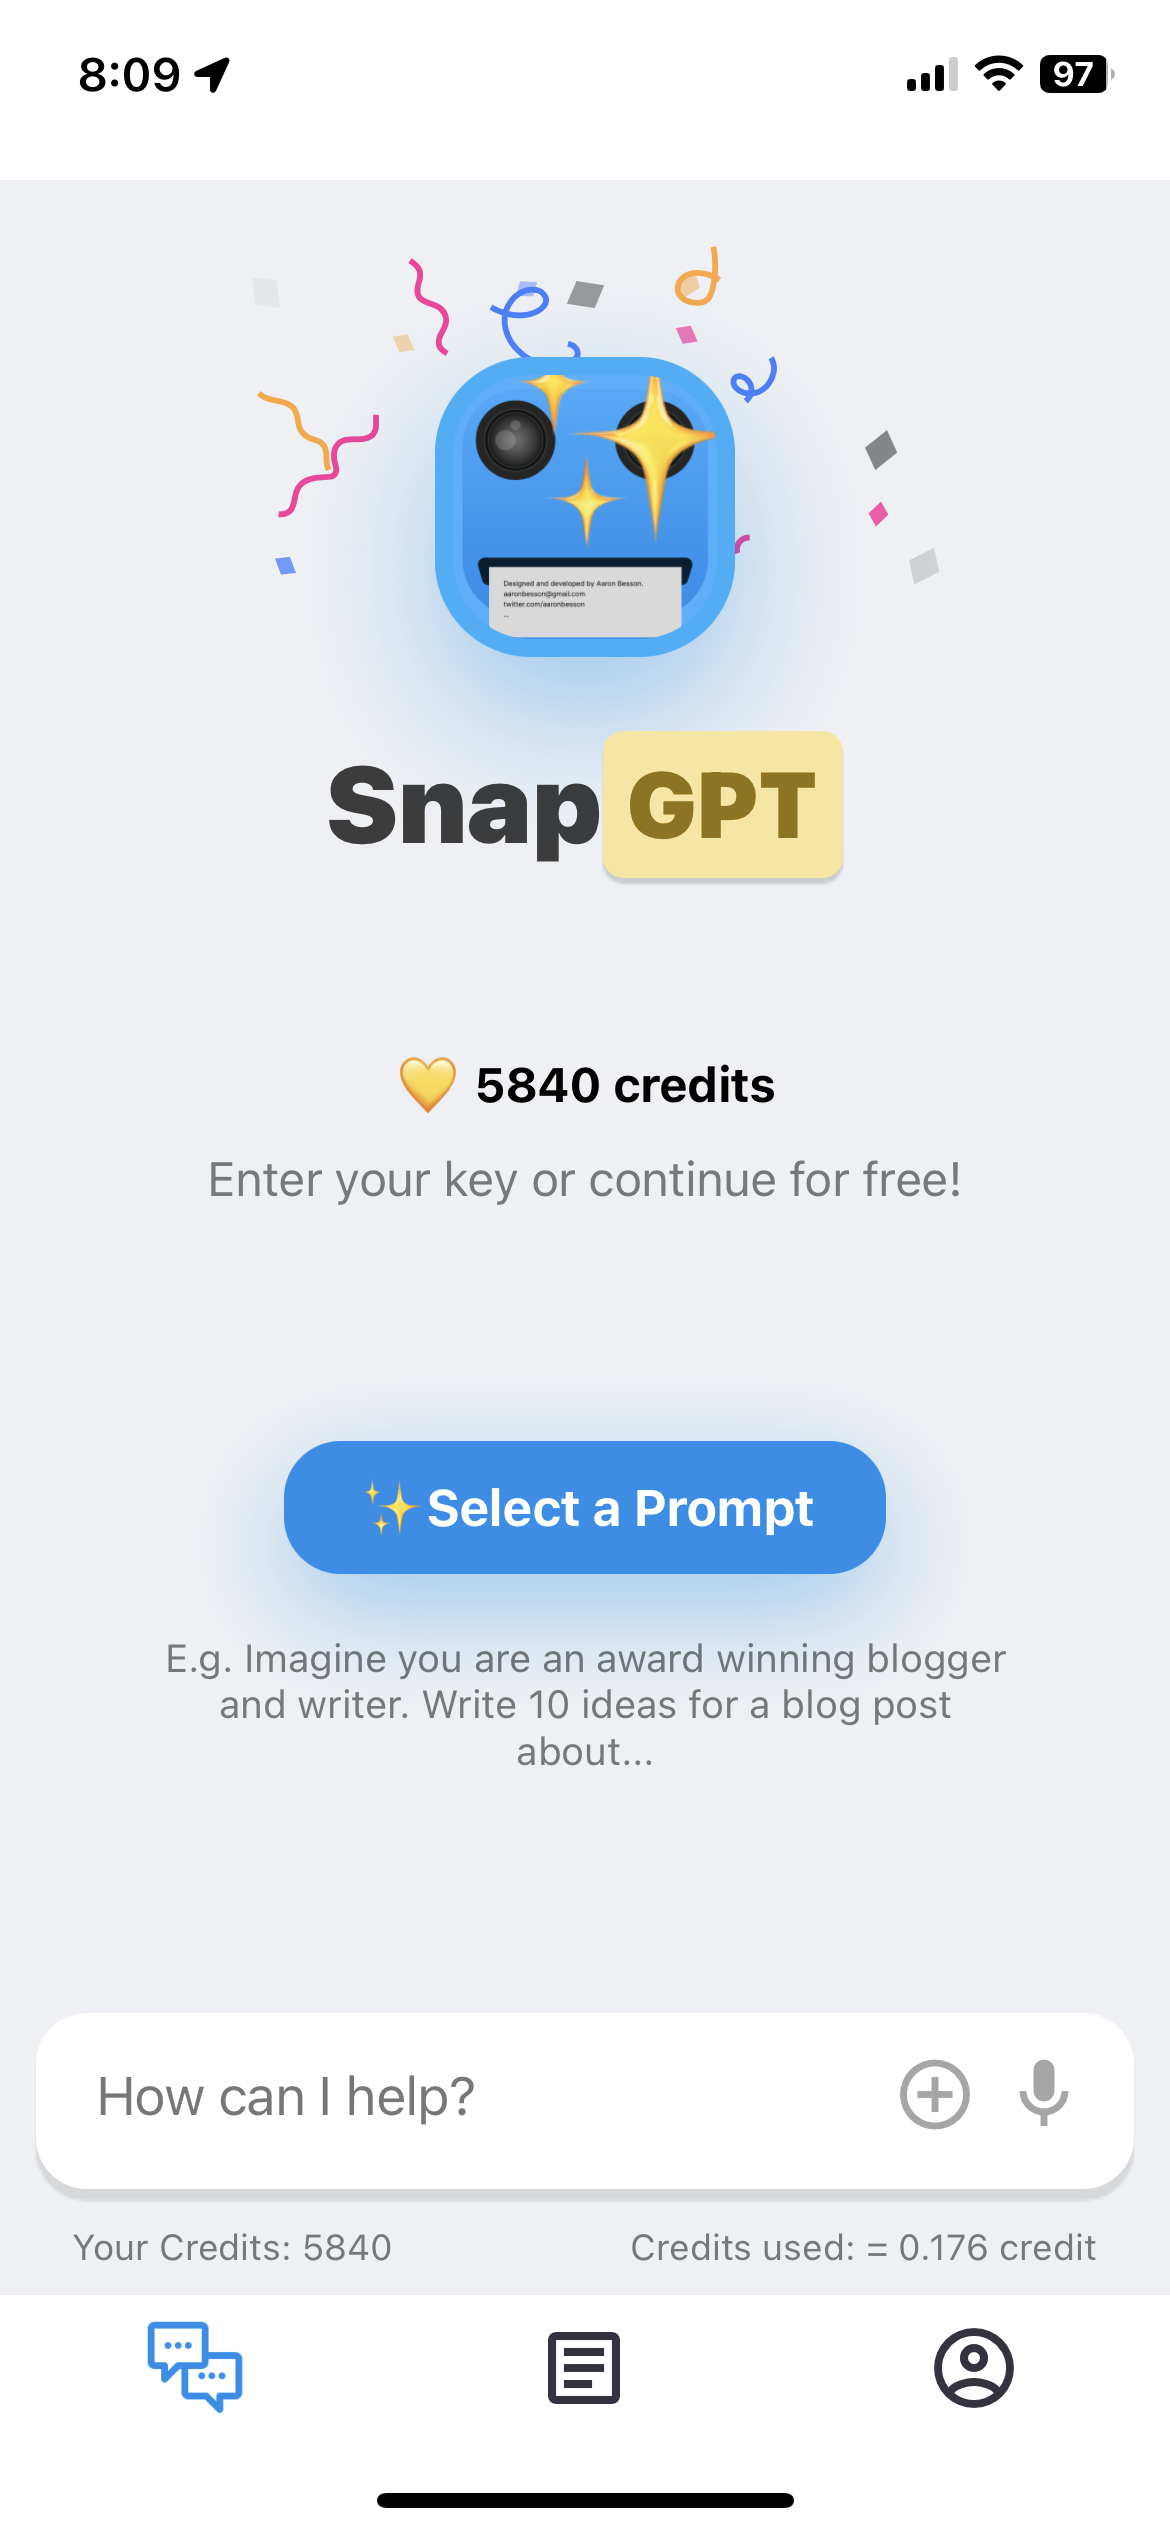 8:09
97
Designed and developed by Aaron Besson.
aaronbesson@gmail.com
twitter.com/aaronbesson
...
Snap GPT
💛 5840 credits
Enter your key or continue for free!
✨Select a Prompt
E.g. Imagine you are an award winning blogger
and writer. Write 10 ideas for a blog post
about...
How can I help?
Your Credits: 5840
Credits used: = 0.176 credit